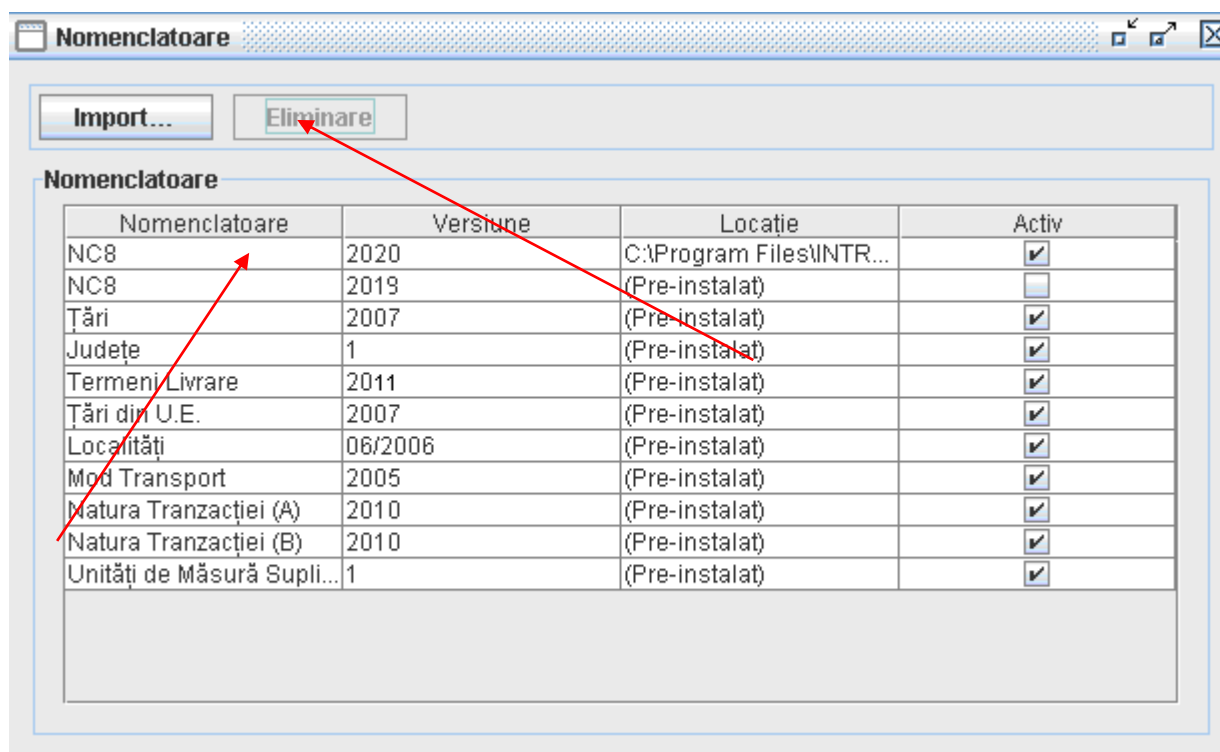 Nomenclatoare
Import... Eliminare
Nomenclatoare
Nomenclatoare Versiune Locație Activ
NC8 2020 C:\Program Files\INTR...
NC8 2019 (Pre-instalat)
Țări 2007 (Pre-instalat)
Județe 1 (Pre-instalat)
Termeni Livrare 2011 (Pre-instalat)
Țări din U.E. 2007 (Pre-instalat)
Localități 06/2006 (Pre-instalat)
Mod Transport 2005 (Pre-instalat)
Natura Tranzacției (A) 2010 (Pre-instalat)
Natura Tranzacției (B) 2010 (Pre-instalat)
Unități de Măsură Supli... 1 (Pre-instalat)